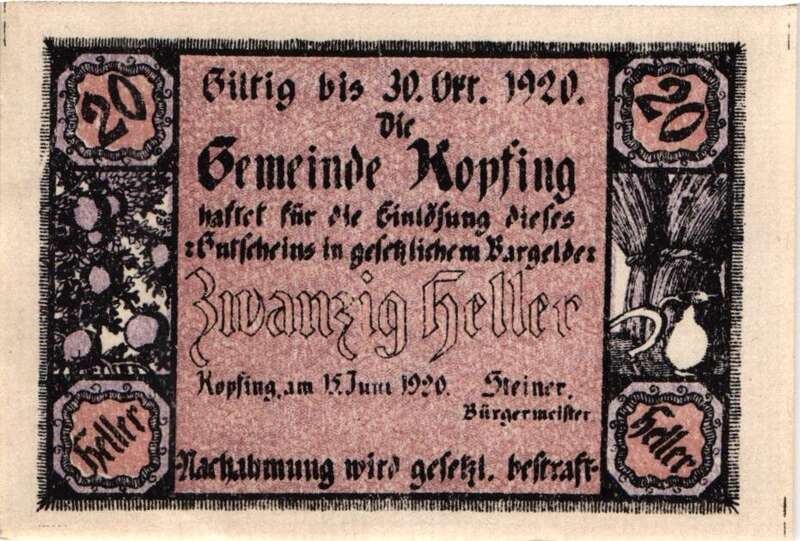 20
20
Giltig bis 30. Okt. 1920.
Die
Gemeinde Kopfing
haftet für die Einlösung dieses
:Gutscheins in gesetzlichem Bargelde:
Zwanzig Heller
Kopfing, am 15. Juni 1920. Steiner.
Bürgermeister.
Heller
Heller
-Nachahmung wird gesetzl. bestraft-